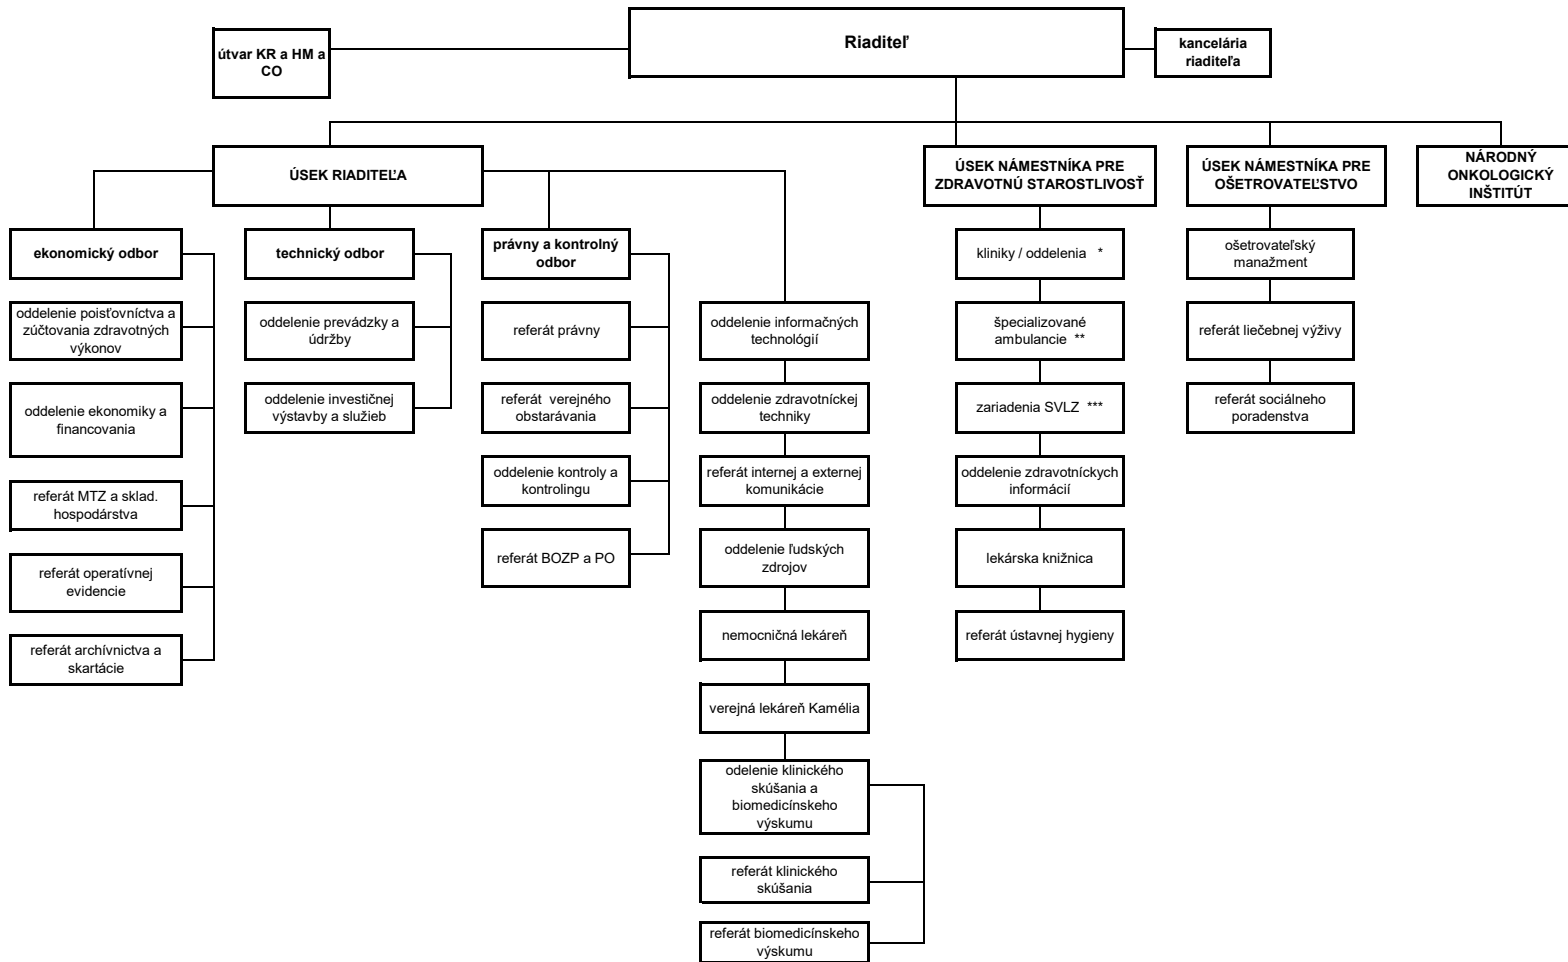 Riaditeľ
útvar KR a HM a
CO
kancelária
riaditeľa
ÚSEK RIADITEĽA
ÚSEK NÁMESTNÍKA PRE
ZDRAVOTNÚ STAROSTLIVOSŤ
ÚSEK NÁMESTNÍKA PRE
OŠETROVATEĽSTVO
NÁRODNÝ
ONKOLOGICKÝ
INŠTITÚT
ekonomický odbor
oddelenie poisťovníctva a
zúčtovania zdravotných
výkonov
oddelenie ekonomiky a
financovania
referát MTZ a sklad.
hospodárstva
referát operatívnej
evidencie
referát archívnictva a
skartácie
technický odbor
oddelenie prevádzky a
údržby
oddelenie investičnej
výstavby a služieb
právny a kontrolný
odbor
referát právny
referát  verejného
obstarávania
oddelenie kontroly a
kontrolingu
referát BOZP a PO
oddelenie informačných
technológií
oddelenie zdravotníckej
techniky
referát internej a externej
komunikácie
oddelenie ľudských
zdrojov
nemocničná lekáreň
verejná lekáreň Kamélia
odelenie klinického
skúšania a
biomedicínskeho
výskumu
referát klinického
skúšania
referát biomedicínskeho
výskumu
kliniky / oddelenia   *
špecializované
ambulancie  **
zariadenia SVLZ  ***
oddelenie zdravotníckych
informácií
lekárska knižnica
referát ústavnej hygieny
ošetrovateľský
manažment
referát liečebnej výživy
referát sociálneho
poradenstva